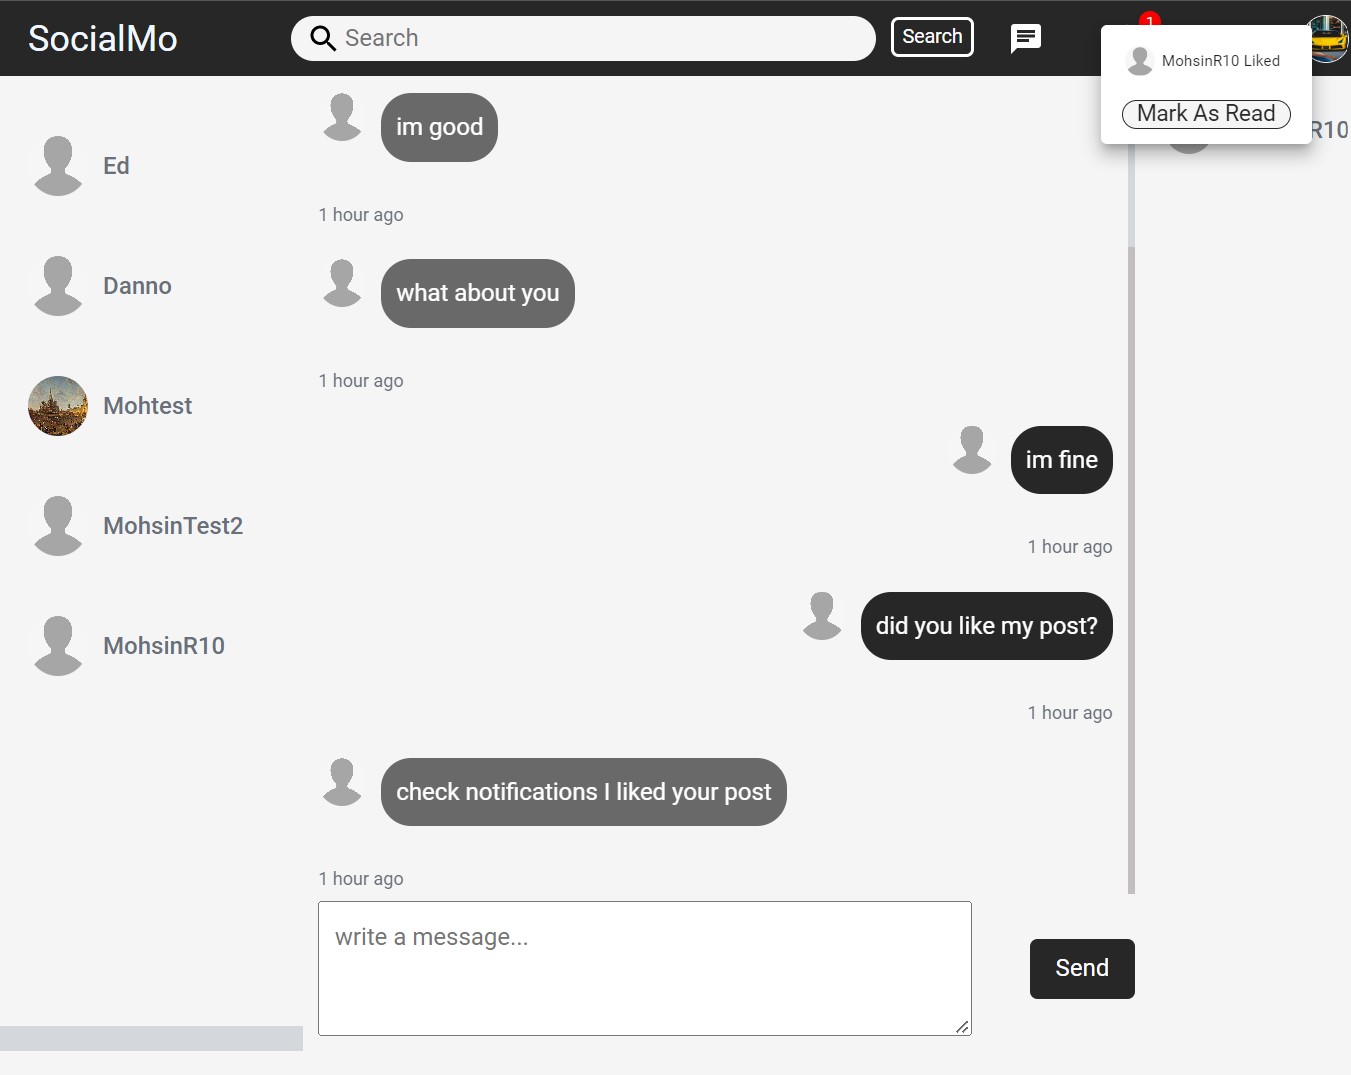 SocialMo
Search
Search
1
MohsinR10 Liked
Mark As Read
R10
Ed
Danno
Mohtest
MohsinTest2
MohsinR10
im good
1 hour ago
what about you
1 hour ago
im fine
1 hour ago
did you like my post?
1 hour ago
check notifications I liked your post
1 hour ago
write a message...
Send